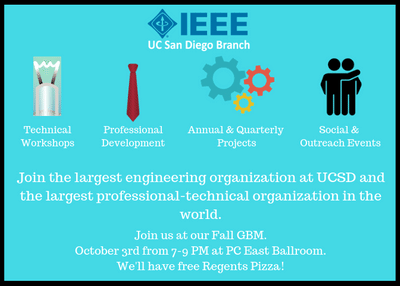 IEEE
UC San Diego Branch
Technical
Workshops
Professional
Development
Annual & Quarterly
Projects
Social &
Outreach Events
Join the largest engineering organization at UCSD and
the largest professional-technical organization in the
world.
Join us at our Fall GBM.
October 3rd from 7-9 PM at PC East Ballroom.
We'll have free Regents Pizza!